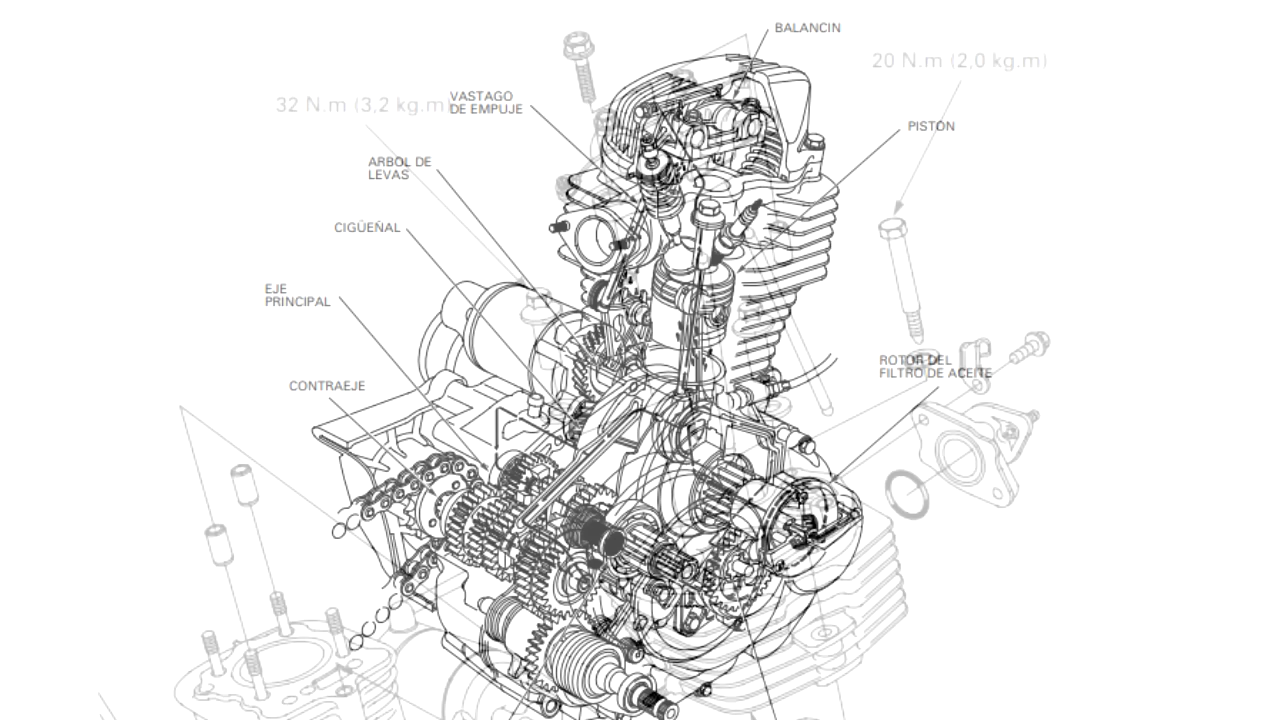 BALANCIN
20 N.m (2,0 kg.m)
32 N.m (3,2 kg.m)
VASTAGO
DE EMPUJE
PISTON
ARBOL DE
LEVAS
CIGÜEÑAL
EJE
PRINCIPAL
ROTOR DEL
FILTRO DE ACEITE
CONTRAEJE